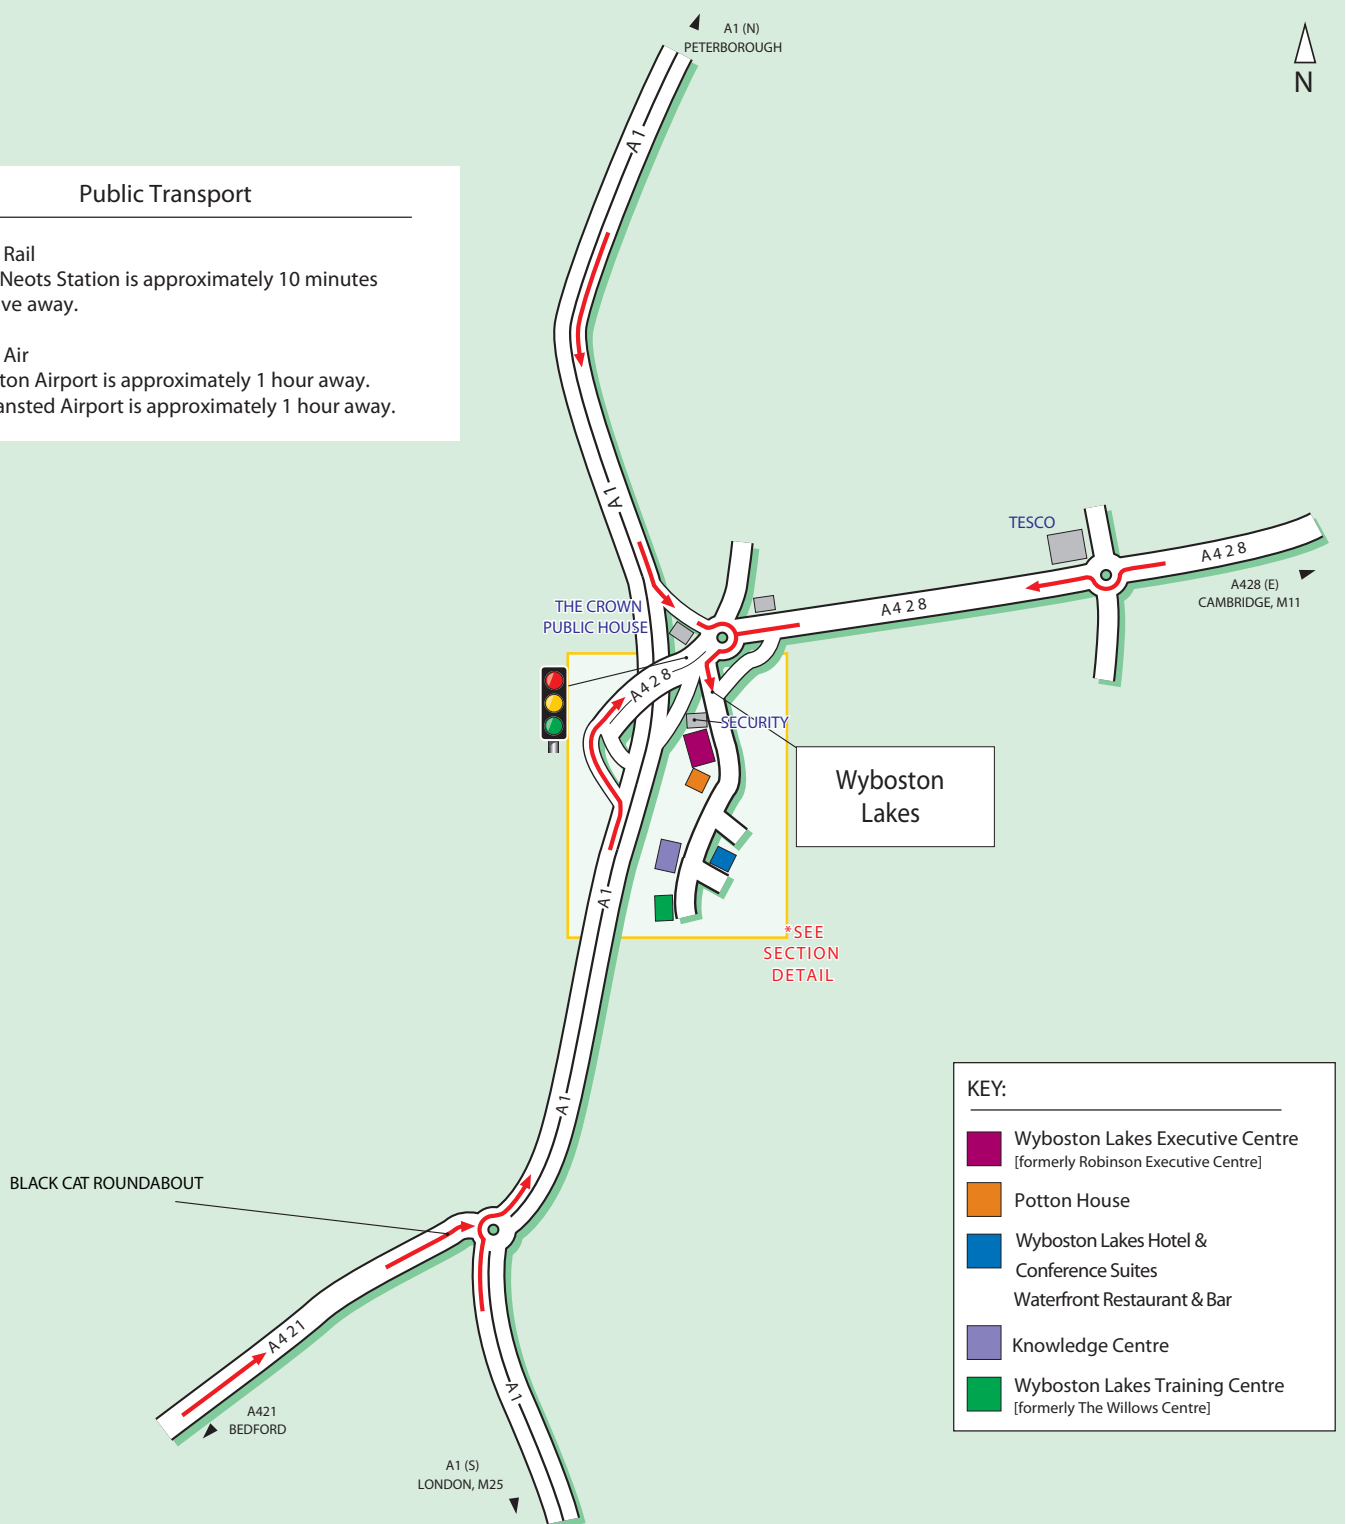 A1 (N)
PETERBOROUGH
N
A1
Public Transport
Rail
Neots Station is approximately 10 minutes
ve away.
Air
ton Airport is approximately 1 hour away.
ansted Airport is approximately 1 hour away.
A1
TESCO
A428
A428 (E)
CAMBRIDGE, M11
A428
THE CROWN
PUBLIC HOUSE
A428
SECURITY
Wyboston
Lakes
A1
*SEE
SECTION
DETAIL
A1
BLACK CAT ROUNDABOUT
A421
A421
BEDFORD
A1
A1 (S)
LONDON, M25
KEY:
Wyboston Lakes Executive Centre
[formerly Robinson Executive Centre]
Potton House
Wyboston Lakes Hotel &
Conference Suites
Waterfront Restaurant & Bar
Knowledge Centre
Wyboston Lakes Training Centre
[formerly The Willows Centre]